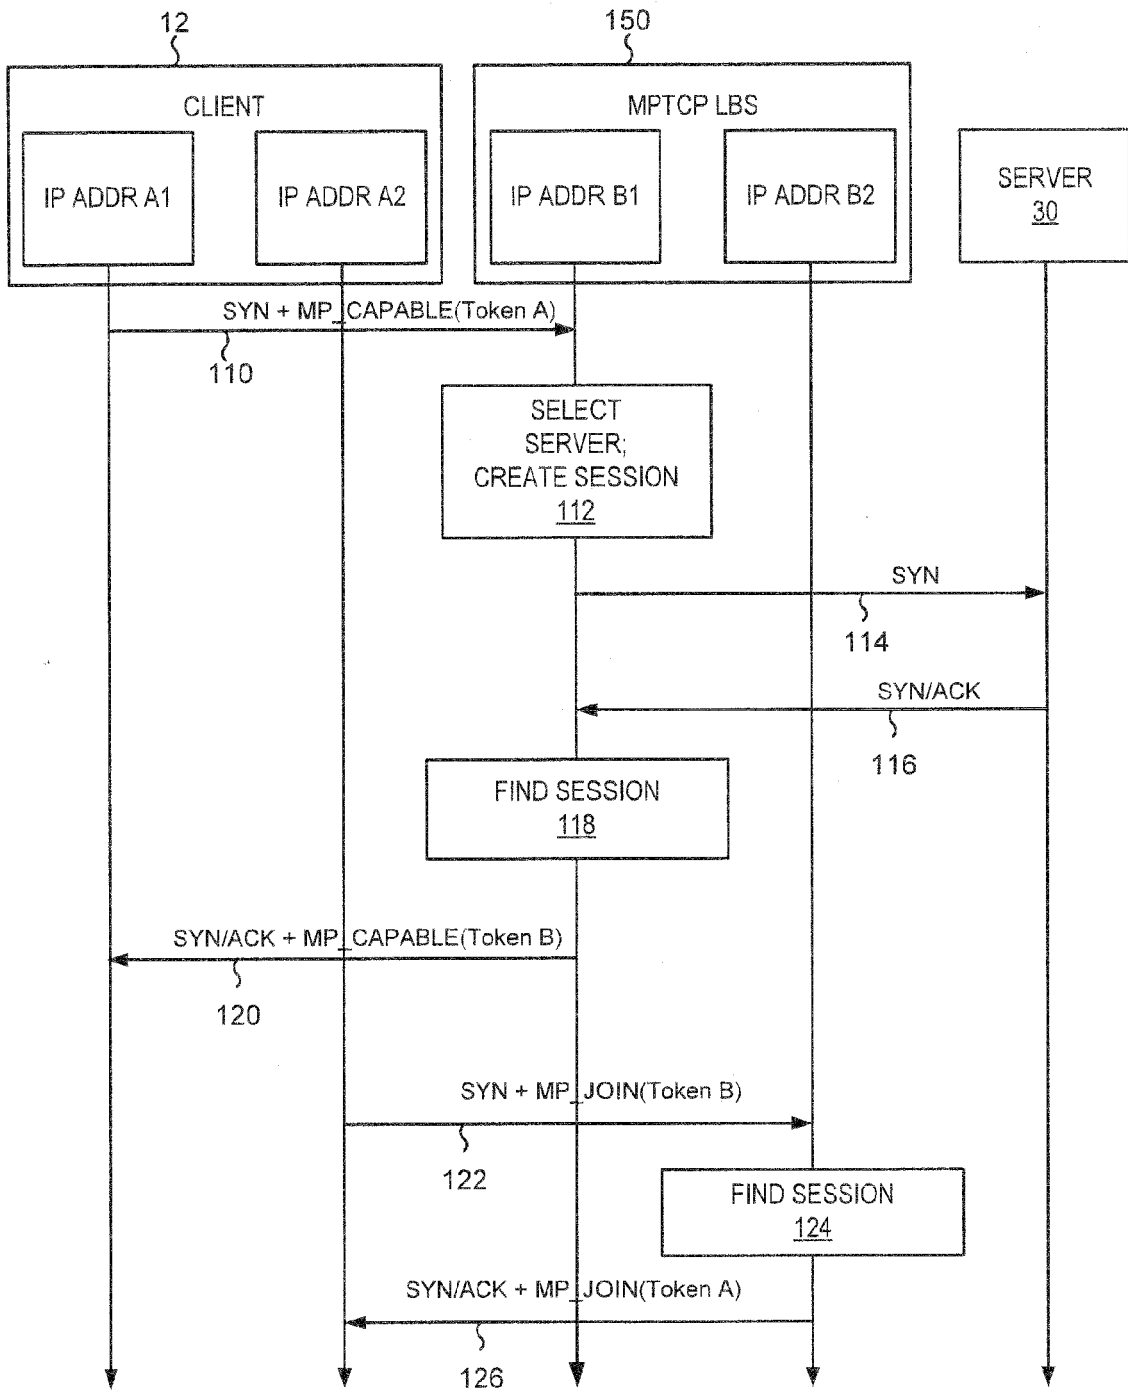 12
150
CLIENT
MPTCP LBS
IP ADDR A1
IP ADDR A2
IP ADDR B1
IP ADDR B2
SERVER
30
SYN + MP_CAPABLE(Token A)
110
SELECT
SERVER;
CREATE SESSION
112
SYN
114
SYN/ACK
116
FIND SESSION
118
SYN/ACK + MP_CAPABLE(Token B)
120
SYN + MP_JOIN(Token B)
122
FIND SESSION
124
SYN/ACK + MP_JOIN(Token A)
126